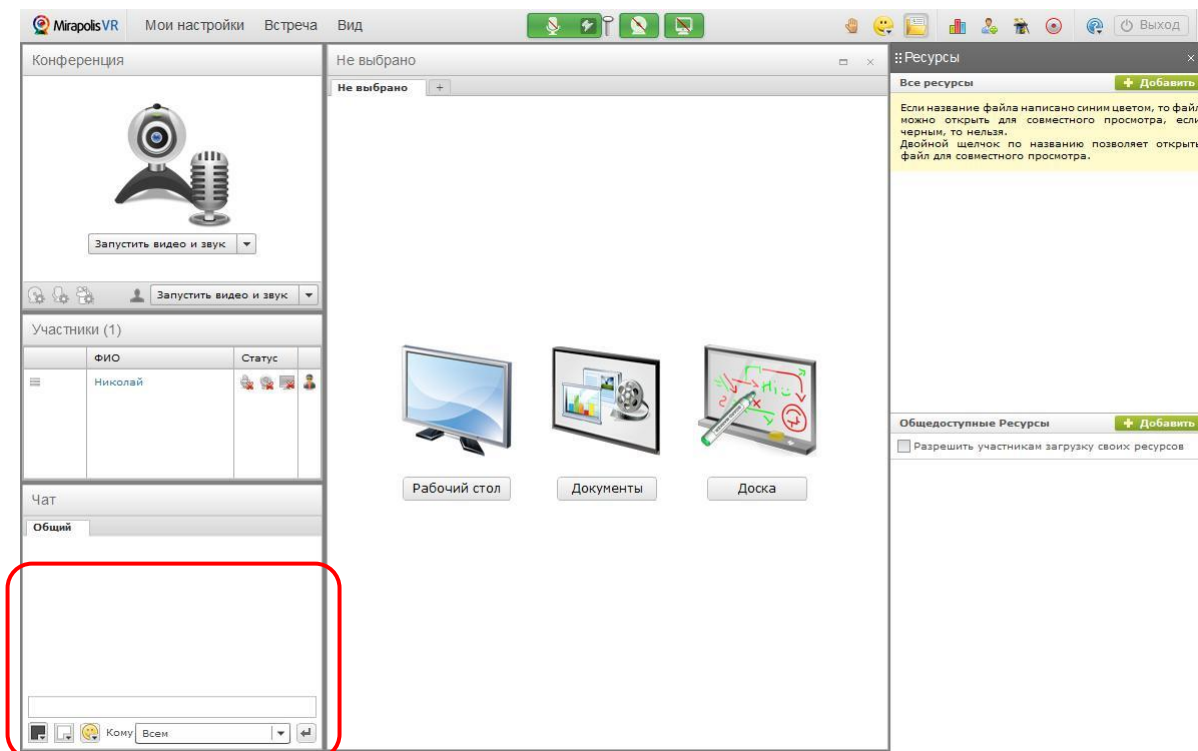 Mirapolis VR Мои настройки Встреча Вид Выход
Конференция
Запустить видео и звук
Запустить видео и звук
Участники (1)
ФИО Статус
Николай
Чат
Общий
Кому Всем
Не выбрано
Не выбрано +
Hi
Рабочий стол Документы Доска
Ресурсы
Все ресурсы Добавить
Если название файла написано синим цветом, то файл
можно открыть для совместного просмотра, если
черным, то нельзя.
Двойной щелчок по названию позволяет открыть
файл для совместного просмотра.
Общедоступные Ресурсы Добавить
Разрешить участникам загрузку своих ресурсов